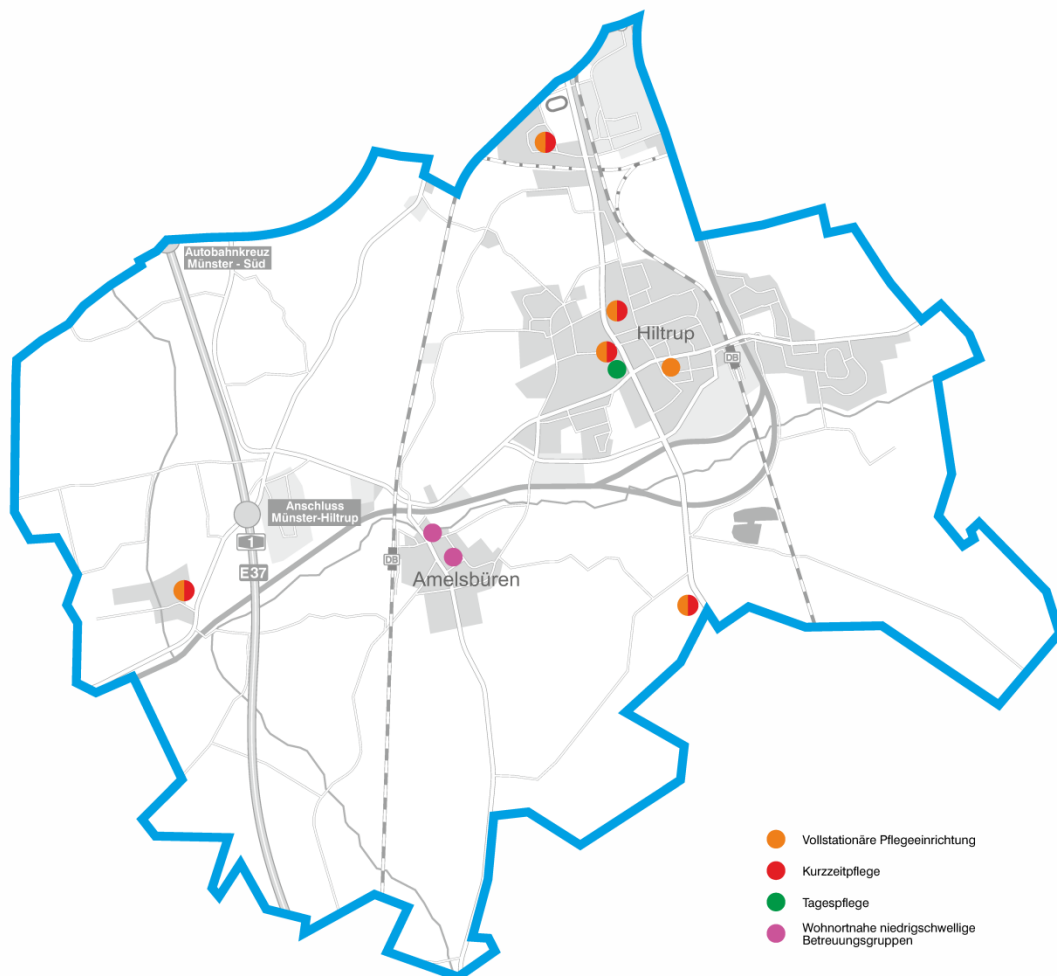 Autobahnkreuz
Münster - Süd
Hiltrup
DB
Anschluss
Münster-Hiltrup
1
E37
DB
Amelsbüren
Vollstationäre Pflegeeinrichtung
Kurzzeitpflege
Tagespflege
Wohnortnahe niedrigschwellige
Betreuungsgruppen